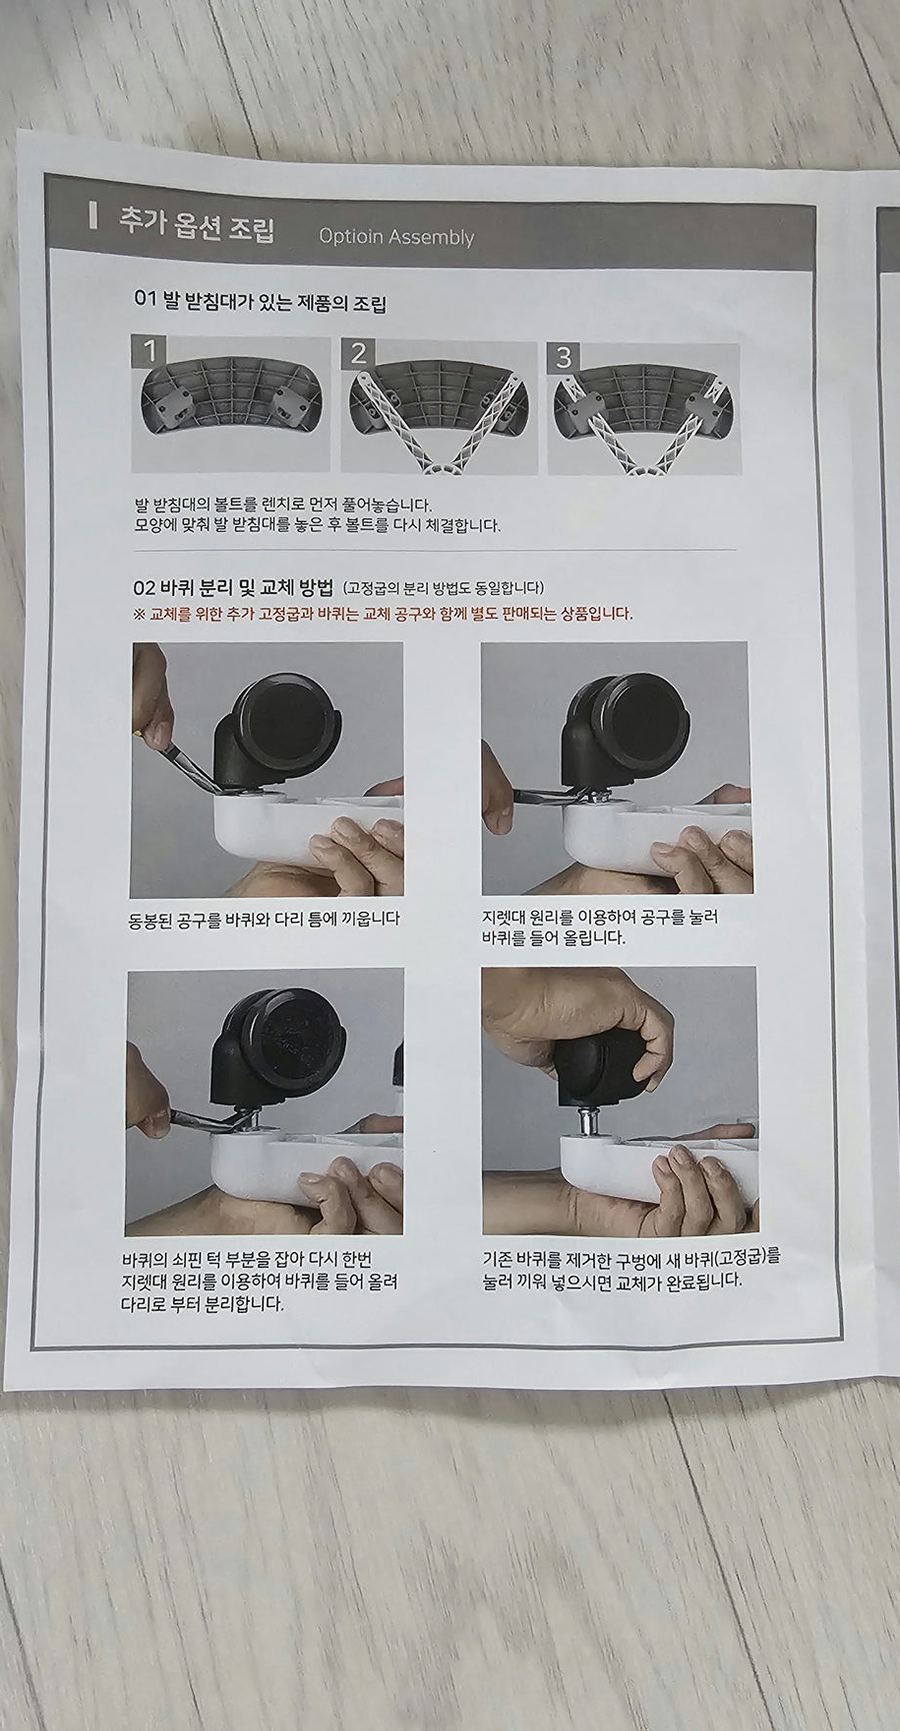 추가 옵션 조립 Optioin Assembly
01 발 받침대가 있는 제품의 조립
1 2 3
발 받침대의 볼트를 렌치로 먼저 풀어놓습니다.
모양에 맞춰 발 받침대를 놓은 후 볼트를 다시 체결합니다.
02 바퀴 분리 및 교체 방법 (고정굽의 분리 방법도 동일합니다)
※ 교체를 위한 추가 고정굽과 바퀴는 교체 공구와 함께 별도 판매되는 상품입니다.
동봉된 공구를 바퀴와 다리 틈에 끼웁니다
지렛대 원리를 이용하여 공구를 눌러
바퀴를 들어 올립니다.
바퀴의 쇠핀 턱 부분을 잡아 다시 한번
지렛대 원리를 이용하여 바퀴를 들어 올려
다리로 부터 분리합니다.
기존 바퀴를 제거한 구벙에 새 바퀴(고정굽)를
눌러 끼워 넣으시면 교체가 완료됩니다.